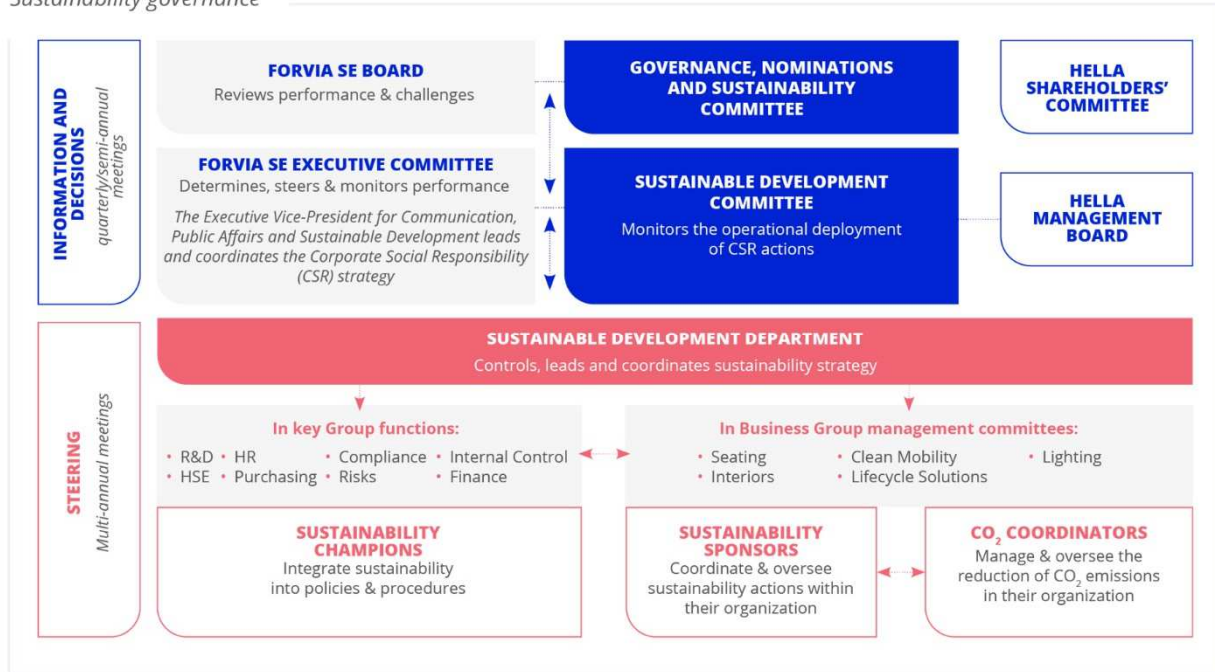 Sustainability governance
INFORMATION AND
DECISIONS
quarterly/semi-annual
meetings
FORVIA SE BOARD
Reviews performance & challenges
GOVERNANCE, NOMINATIONS
AND SUSTAINABILITY
COMMITTEE
HELLA
SHAREHOLDERS'
COMMITTEE
FORVIA SE EXECUTIVE COMMITTEE
Determines, steers & monitors performance
The Executive Vice-President for Communication,
Public Affairs and Sustainable Development leads
and coordinates the Corporate Social Responsibility
(CSR) strategy
SUSTAINABLE DEVELOPMENT
COMMITTEE
Monitors the operational deployment
of CSR actions
HELLA
MANAGEMENT
BOARD
STEERING
Multi-annual meetings
SUSTAINABLE DEVELOPMENT DEPARTMENT
Controls, leads and coordinates sustainability strategy
In key Group functions:
• R&D • HR • Compliance • Internal Control
• HSE • Purchasing • Risks • Finance
In Business Group management committees:
• Seating • Clean Mobility • Lighting
• Interiors • Lifecycle Solutions
SUSTAINABILITY
CHAMPIONS
Integrate sustainability
into policies & procedures
SUSTAINABILITY
SPONSORS
Coordinate & oversee
sustainability actions within
their organization
CO₂ COORDINATORS
Manage & oversee the
reduction of CO₂ emissions
in their organization